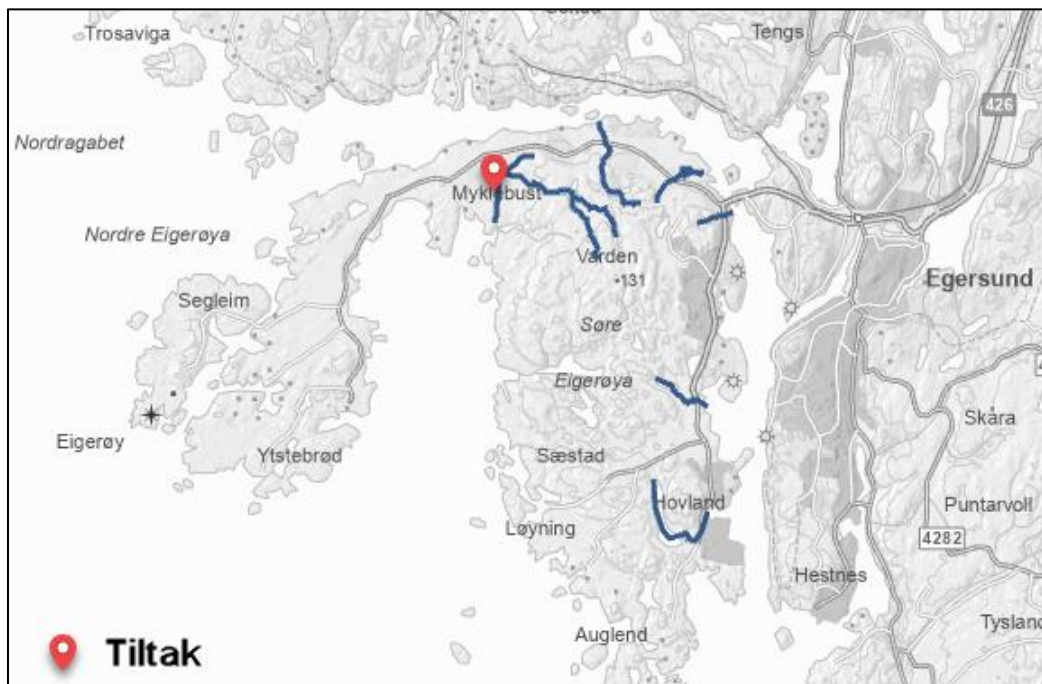 Trosaviga
Tengs
426
Nordragabet
Myklebust
Nordre Eigerøya
Varden
131
Egersund
Segleim
Søre
Eigerøya
Skåra
Eigerøy
Ytstebrød
Sæstad
Hovland
Puntarvoll
Løyning
4282
Hestnes
Auglend
Tysland
Tiltak